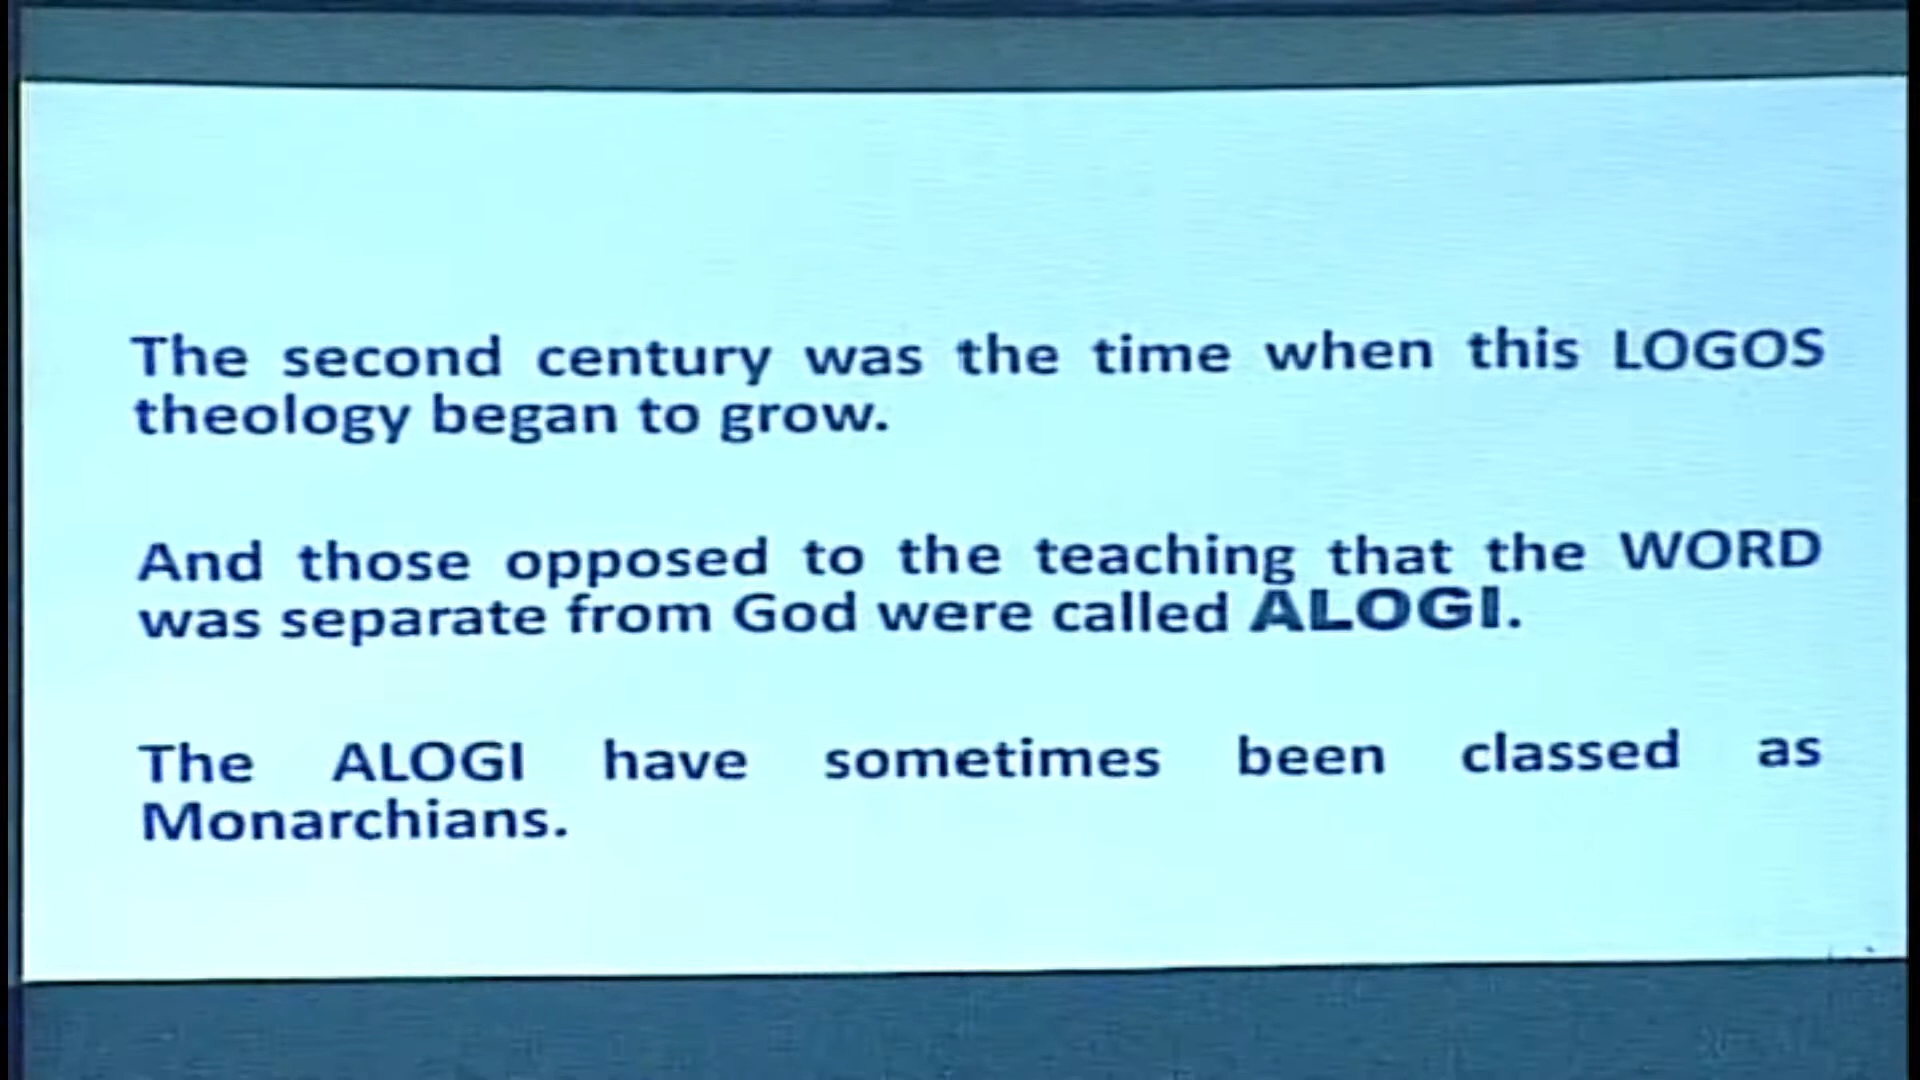 The second century was the time when this LOGOS
theology began to grow.
And those opposed to the teaching that the WORD
was separate from God were called ALOGI.
The ALOGI have sometimes been classed as
Monarchians.